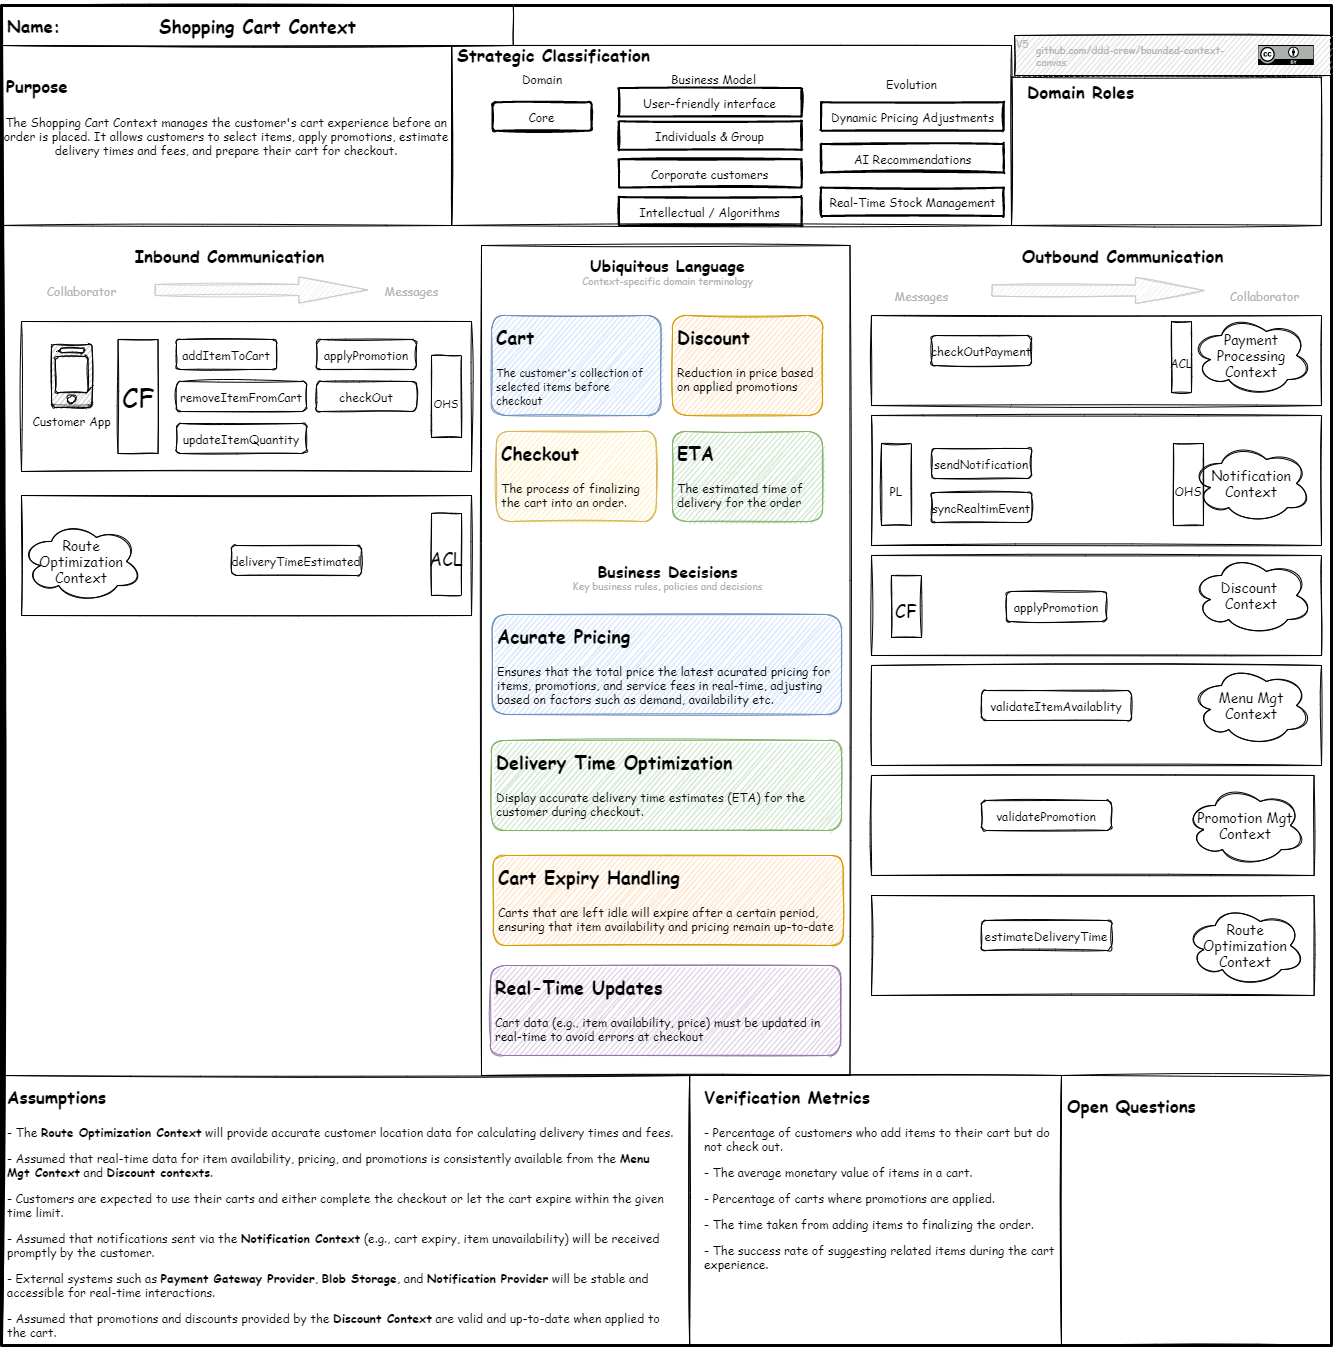 Name:
Shopping Cart Context
Purpose
The Shopping Cart Context manages the customer's cart experience before an
order is placed. It allows customers to select items, apply promotions, estimate
delivery times and fees, and prepare their cart for checkout.
Strategic Classification
Domain
Core
Business Model
User-friendly interface
Individuals & Group
Corporate customers
Intellectual / Algorithms
Evolution
Dynamic Pricing Adjustments
AI Recommendations
Real-Time Stock Management
V5
github.com/ddd-crew/bounded-context-
canvas
cc
BY
Domain Roles
Inbound Communication
Collaborator
Messages
Customer App
CF
addItemToCart
applyPromotion
removeItemFromCart
checkOut
updateItemQuantity
OHS
Route
Optimization
Context
deliveryTimeEstimated
ACL
Ubiquitous Language
Context-specific domain terminology
Cart
The customer's collection of
selected items before
checkout
Discount
Reduction in price based
on applied promotions
Checkout
The process of finalizing
the cart into an order.
ETA
The estimated time of
delivery for the order
Business Decisions
Key business rules, policies and decisions
Acurate Pricing
Ensures that the total price the latest acurated pricing for
items, promotions, and service fees in real-time, adjusting
based on factors such as demand, availability etc.
Delivery Time Optimization
Display accurate delivery time estimates (ETA) for the
customer during checkout.
Cart Expiry Handling
Carts that are left idle will expire after a certain period,
ensuring that item availability and pricing remain up-to-date
Real-Time Updates
Cart data (e.g., item availability, price) must be updated in
real-time to avoid errors at checkout
Outbound Communication
Messages
Collaborator
checkOutPayment
ACL
Payment
Processing
Context
PL
sendNotification
syncRealtimEvent
OHS
Notification
Context
CF
applyPromotion
Discount
Context
validateItemAvailablity
Menu Mgt
Context
validatePromotion
Promotion Mgt
Context
estimateDeliveryTime
Route
Optimization
Context
Assumptions
- The Route Optimization Context will provide accurate customer location data for calculating delivery times and fees.
- Assumed that real-time data for item availability, pricing, and promotions is consistently available from the Menu
Mgt Context and Discount contexts.
- Customers are expected to use their carts and either complete the checkout or let the cart expire within the given
time limit.
- Assumed that notifications sent via the Notification Context (e.g., cart expiry, item unavailability) will be received
promptly by the customer.
- External systems such as Payment Gateway Provider, Blob Storage, and Notification Provider will be stable and
accessible for real-time interactions.
- Assumed that promotions and discounts provided by the Discount Context are valid and up-to-date when applied to
the cart.
Verification Metrics
- Percentage of customers who add items to their cart but do
not check out.
- The average monetary value of items in a cart.
- Percentage of carts where promotions are applied.
- The time taken from adding items to finalizing the order.
- The success rate of suggesting related items during the cart
experience.
Open Questions